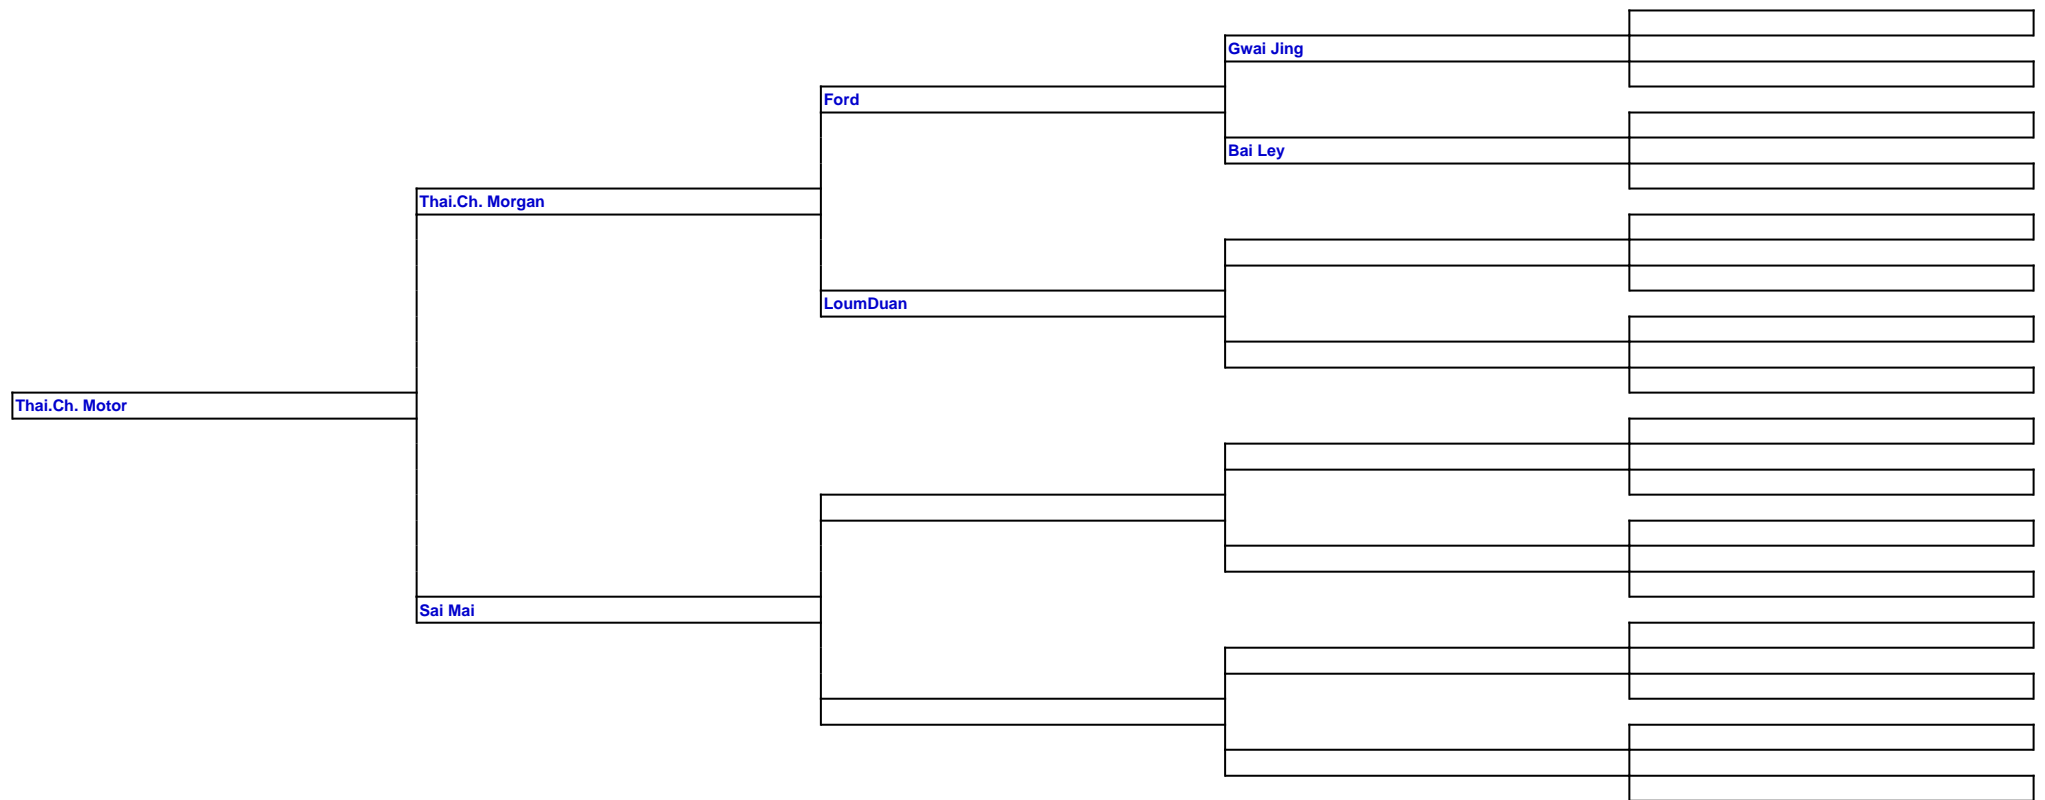 Gwai Jing
Ford
Bai Ley
Thai.Ch. Morgan
LoumDuan
Thai.Ch. Motor
Sai Mai